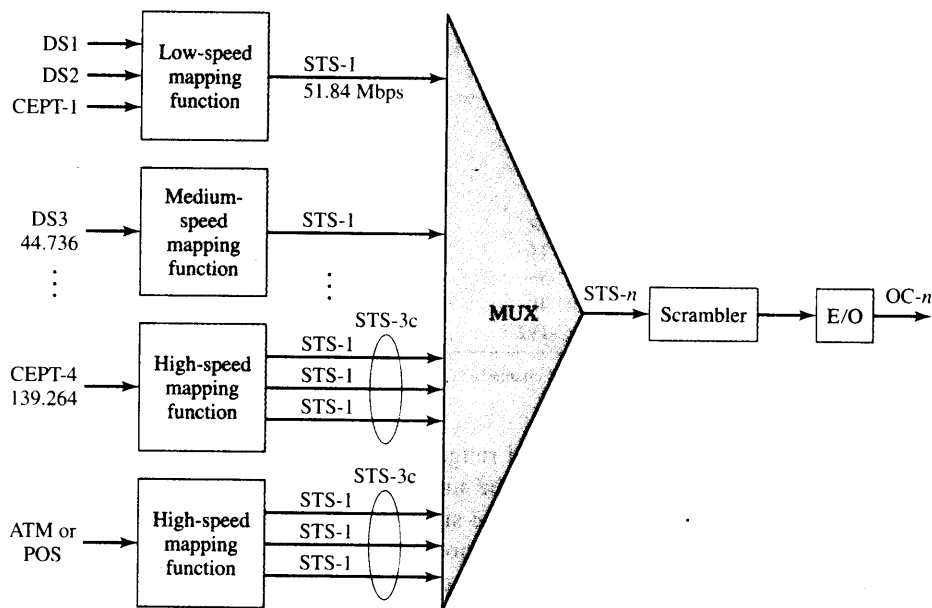 DS1
DS2
CEPT-1
Low-speed
mapping
function
STS-1
51.84 Mbps
DS3
44.736
Medium-
speed
mapping
function
STS-1
CEPT-4
139.264
High-speed
mapping
function
STS-3c
STS-1
STS-1
STS-1
ATM or
POS
High-speed
mapping
function
STS-3c
STS-1
STS-1
STS-1
MUX
STS-n
Scrambler
E/O
OC-n